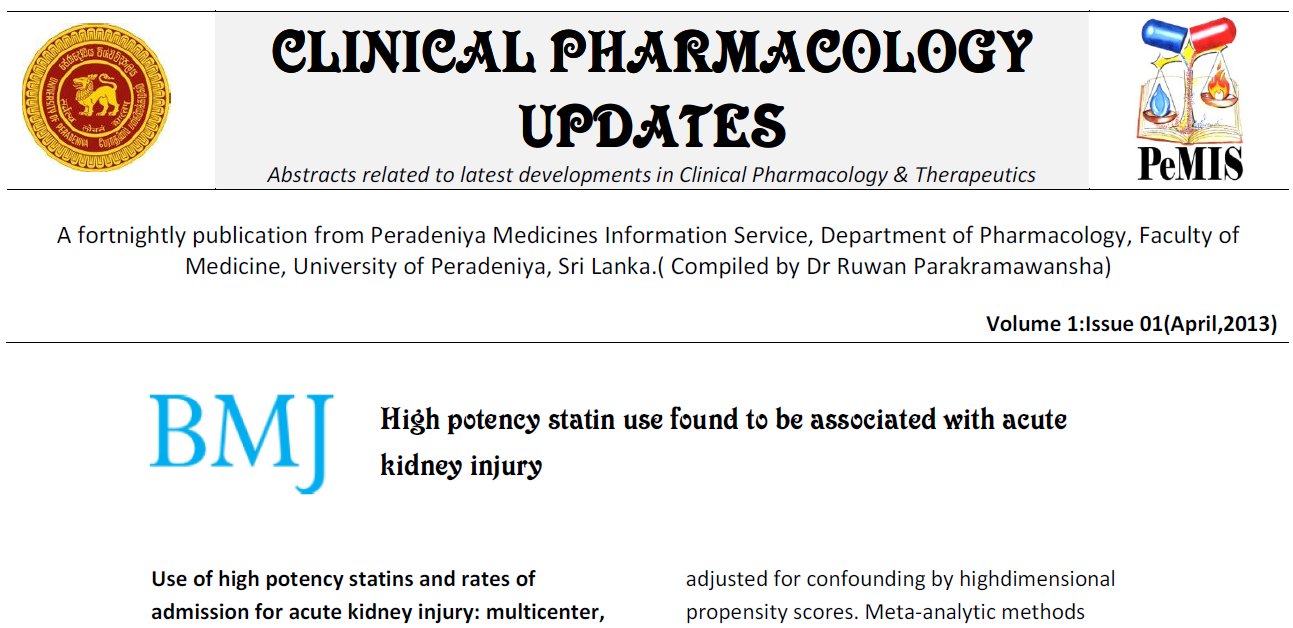 CLINICAL PHARMACOLOGY
UPDATES
Abstracts related to latest developments in Clinical Pharmacology & Therapeutics
UNIVERSITY OF PERADENIYA
PeMIS
A fortnightly publication from Peradeniya Medicines Information Service, Department of Pharmacology, Faculty of
Medicine, University of Peradeniya, Sri Lanka.( Compiled by Dr Ruwan Parakramawansha)
Volume 1:Issue 01(April,2013)
BMJ
High potency statin use found to be associated with acute
kidney injury
Use of high potency statins and rates of
admission for acute kidney injury: multicenter,
adjusted for confounding by highdimensional
propensity scores. Meta-analytic methods